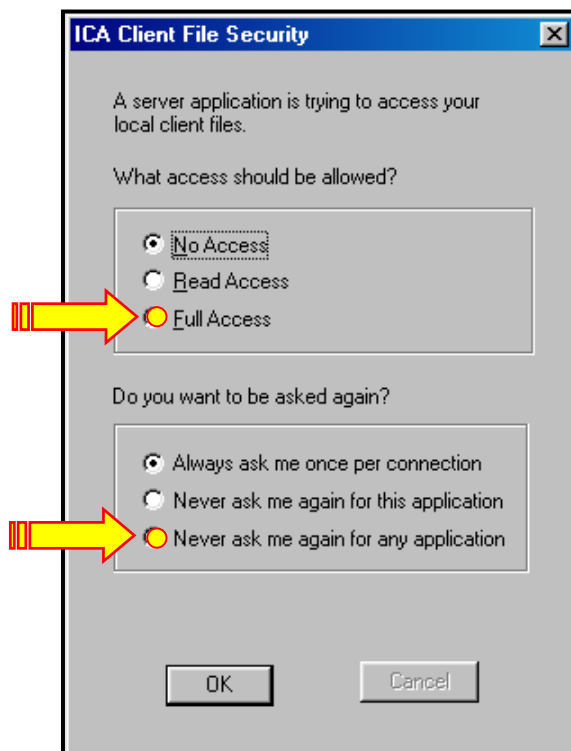 ICA Client File Security
A server application is trying to access your
local client files.
What access should be allowed?
No Access
Read Access
Full Access
Do you want to be asked again?
Always ask me once per connection
Never ask me again for this application
Never ask me again for any application
OK
Cancel